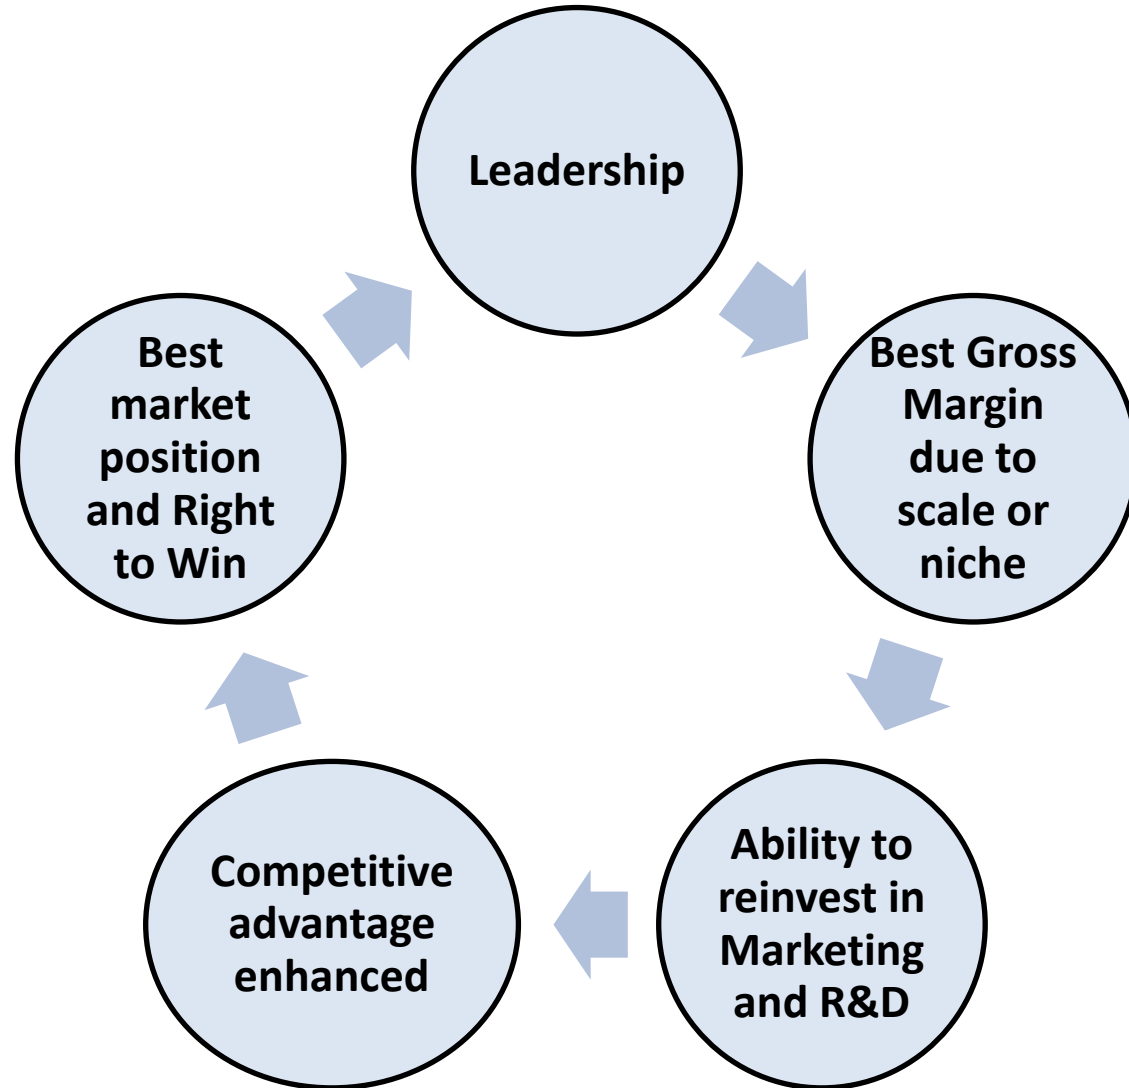 Leadership
Best Gross
Margin
due to
scale or
niche
Ability to
reinvest in
Marketing
and R&D
Competitive
advantage
enhanced
Best
market
position
and Right
to Win